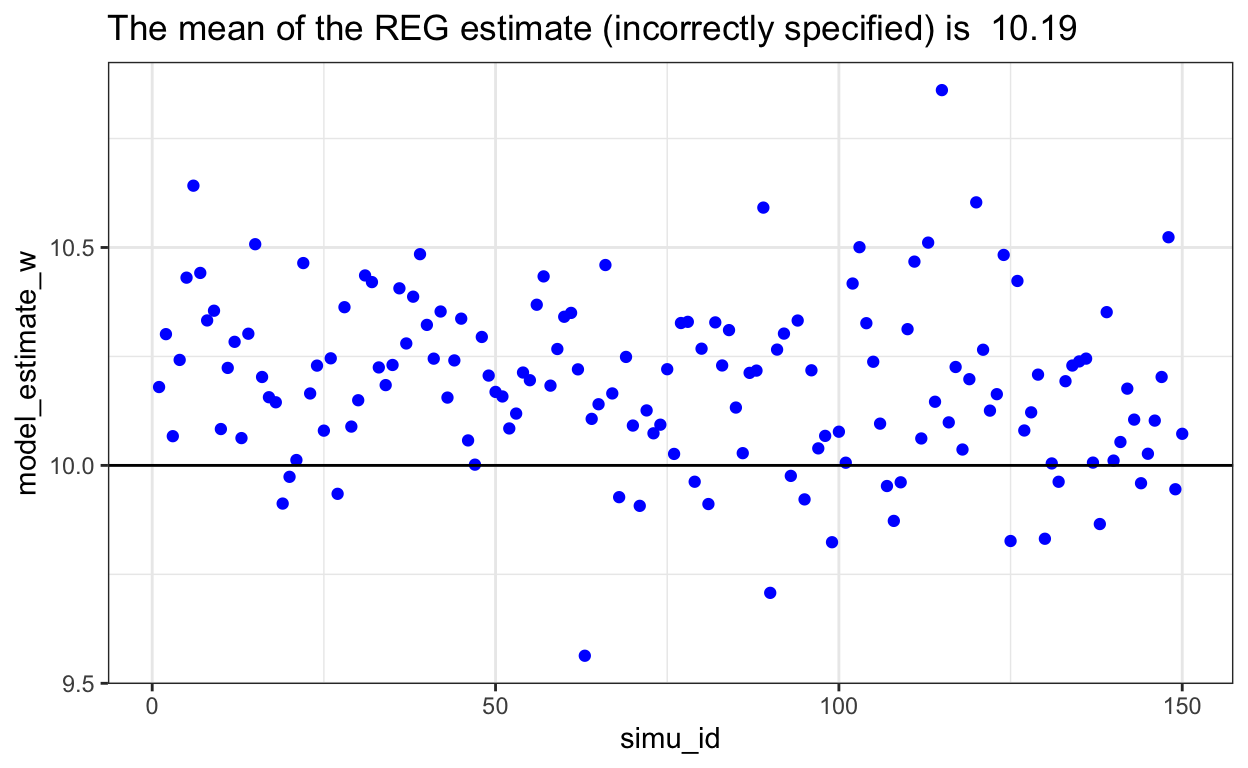 The mean of the REG estimate (incorrectly specified) is  10.19
model_estimate_w
10.5
10.0
9.5
0
50
100
150
simu_id